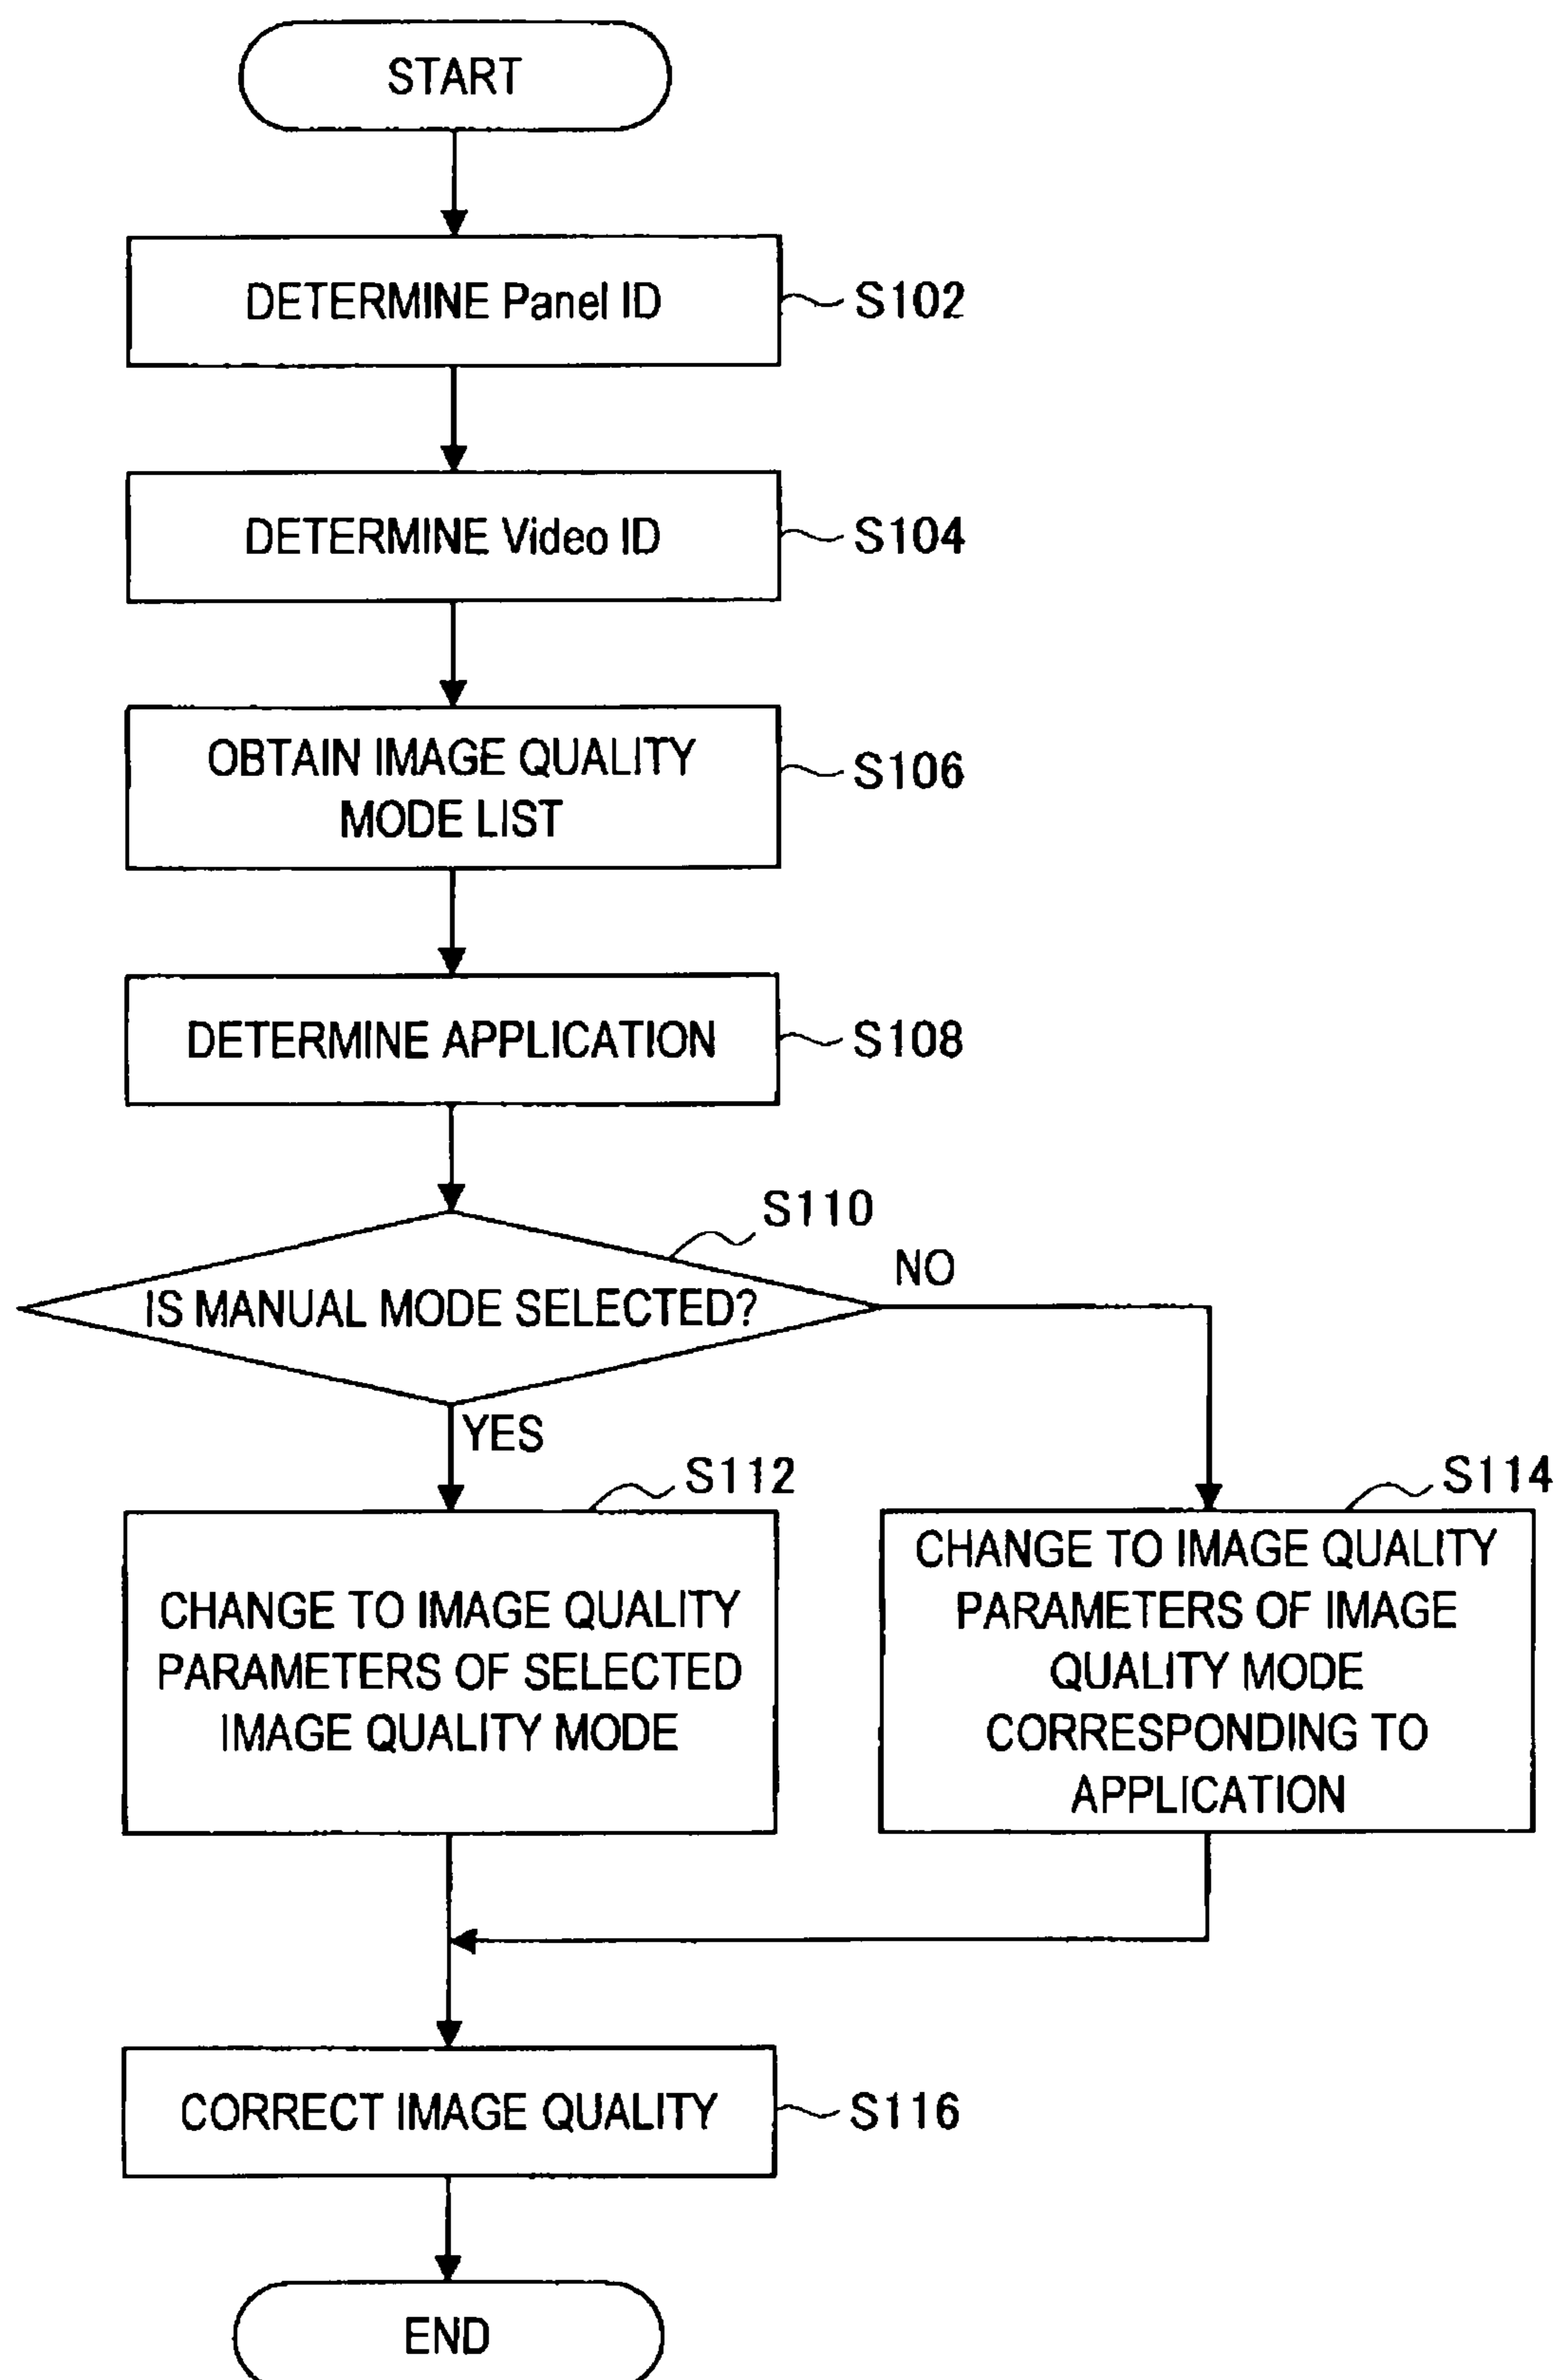 START
DETERMINE Panel ID
S102
DETERMINE Video ID
S104
OBTAIN IMAGE QUALITY
MODE LIST
S106
DETERMINE APPLICATION
S108
S110
IS MANUAL MODE SELECTED?
NO
YES
S112
CHANGE TO IMAGE QUALITY
PARAMETERS OF SELECTED
IMAGE QUALITY MODE
S114
CHANGE TO IMAGE QUALITY
PARAMETERS OF IMAGE
QUALITY MODE
CORRESPONDING TO
APPLICATION
CORRECT IMAGE QUALITY
S116
END